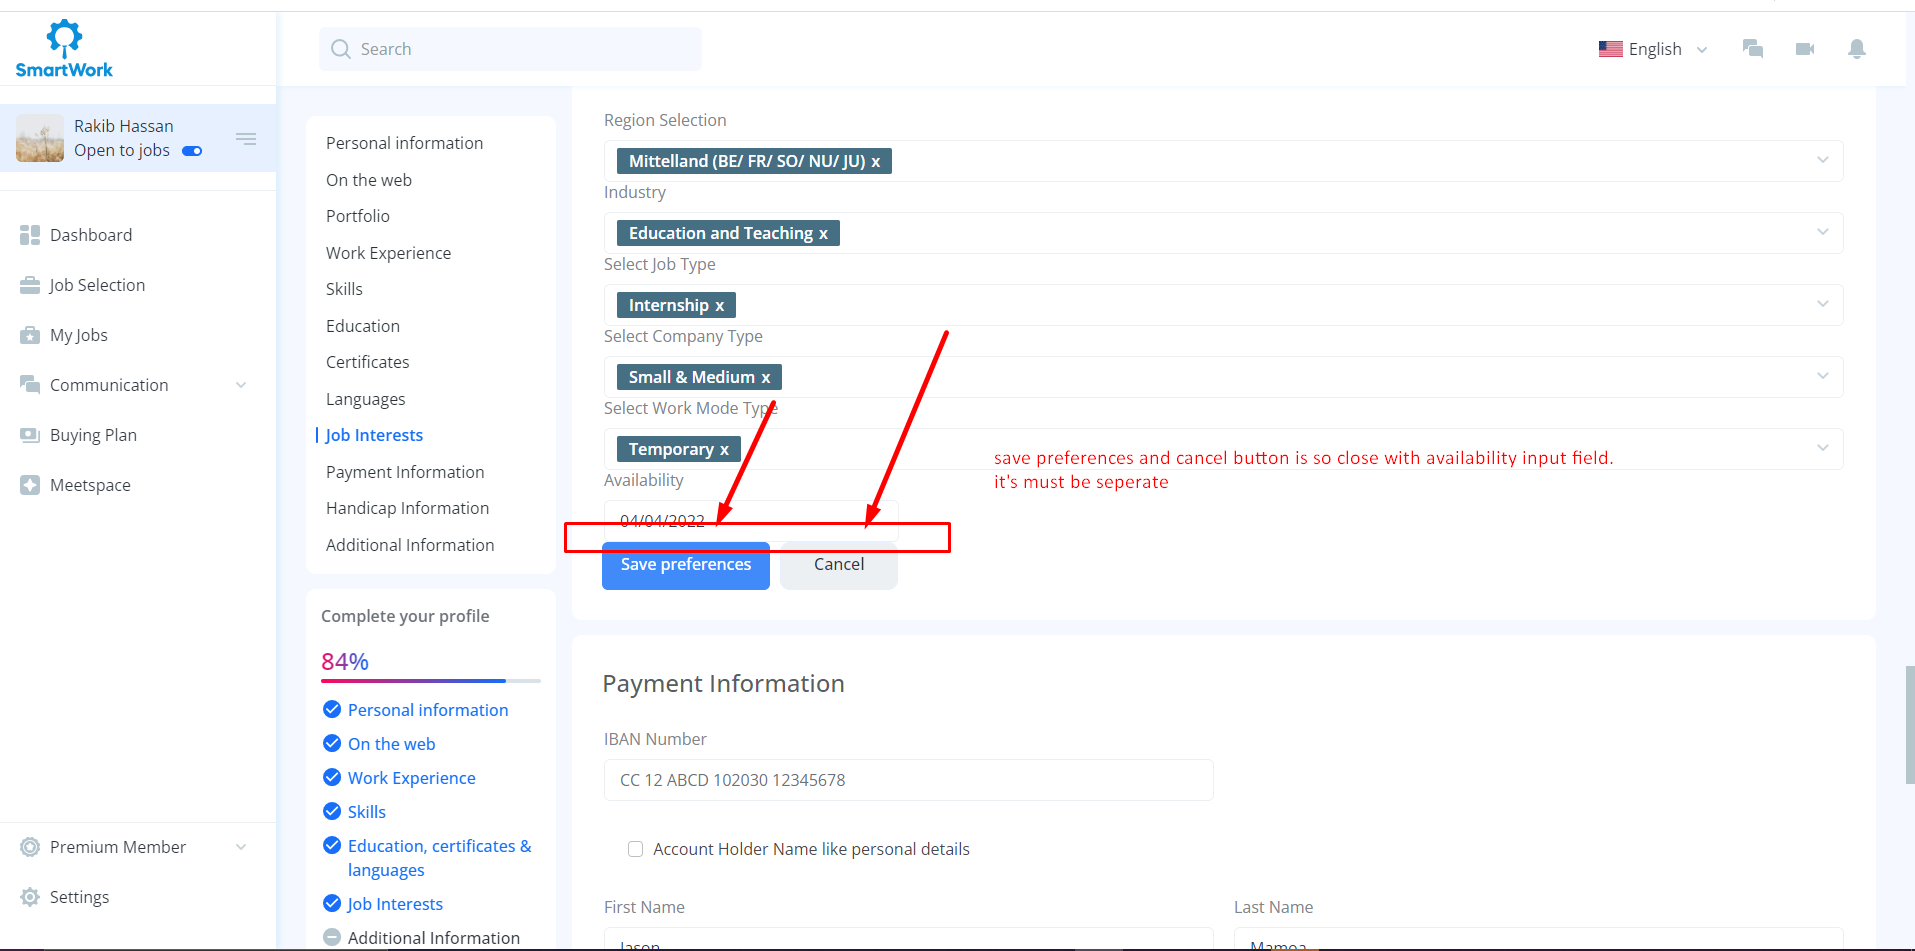 SmartWork
Search
English
Rakib Hassan
Open to jobs
Dashboard
Job Selection
My Jobs
Communication
Buying Plan
Meetspace
Premium Member
Settings
Personal information
On the web
Portfolio
Work Experience
Skills
Education
Certificates
Languages
Job Interests
Payment Information
Handicap Information
Additional Information
Complete your profile
84%
Personal information
On the web
Work Experience
Skills
Education, certificates &
languages
Job Interests
Additional Information
Region Selection
Mittelland (BE/ FR/ SO/ NU/ JU) x
Industry
Education and Teaching x
Select Job Type
Internship x
Select Company Type
Small & Medium x
Select Work Mode Type
Temporary x
save preferences and cancel button is so close with availability input field.
it's must be seperate
Availability
04/04/2022
Save preferences
Cancel
Payment Information
IBAN Number
CC 12 ABCD 102030 12345678
Account Holder Name like personal details
First Name
Last Name
Jason
Mamoa